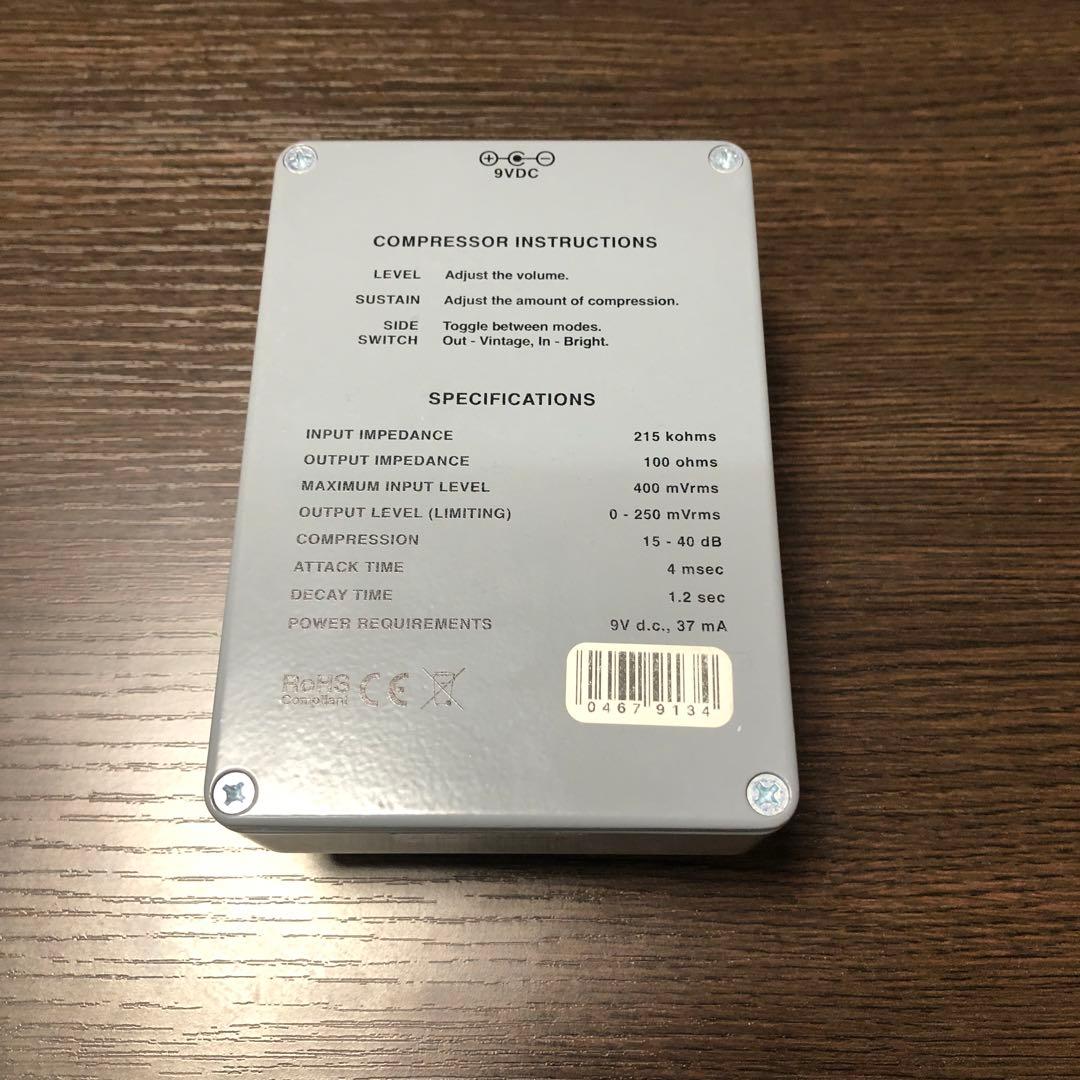 9VDC
COMPRESSOR INSTRUCTIONS
LEVEL Adjust the volume.
SUSTAIN Adjust the amount of compression.
SIDE Toggle between modes.
SWITCH Out - Vintage, In - Bright.
SPECIFICATIONS
INPUT IMPEDANCE 215 kohms
OUTPUT IMPEDANCE 100 ohms
MAXIMUM INPUT LEVEL 400 mVrms
OUTPUT LEVEL (LIMITING) 0 - 250 mVrms
COMPRESSION 15 - 40 dB
ATTACK TIME 4 msec
DECAY TIME 1.2 sec
POWER REQUIREMENTS 9V d.c., 37 mA
RoHS CE
Compliant
0467 9134